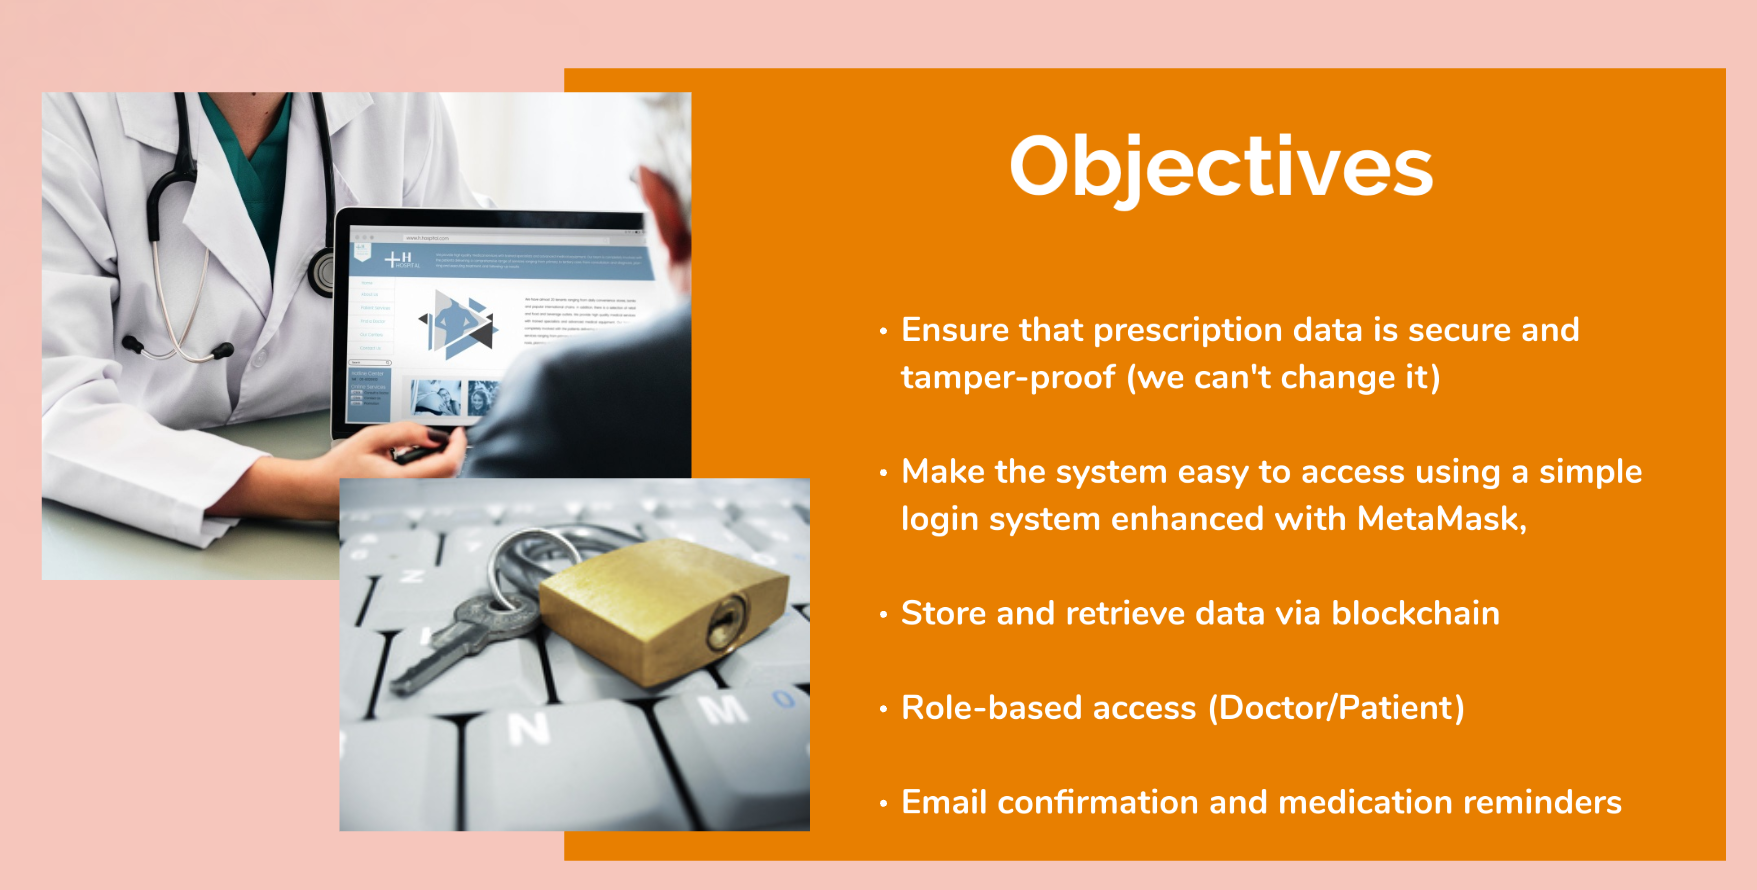 Objectives
• Ensure that prescription data is secure and
tamper-proof (we can't change it)
• Make the system easy to access using a simple
login system enhanced with MetaMask,
• Store and retrieve data via blockchain
• Role-based access (Doctor/Patient)
• Email confirmation and medication reminders
+H
HOSPITAL
N
M